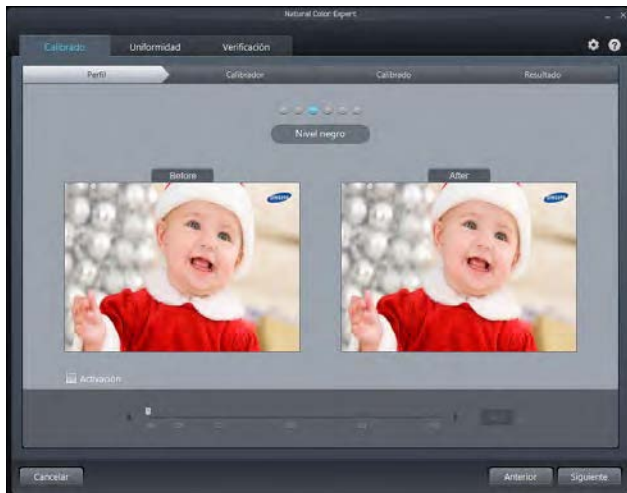 Natural Color Expert
Calibrado Uniformidad Verificación
Perfil Calibrador Calibrado Resultado
Nivel negro
Before After
SAMSUNG SAMSUNG
Activación
Cancelar Anterior Siguiente